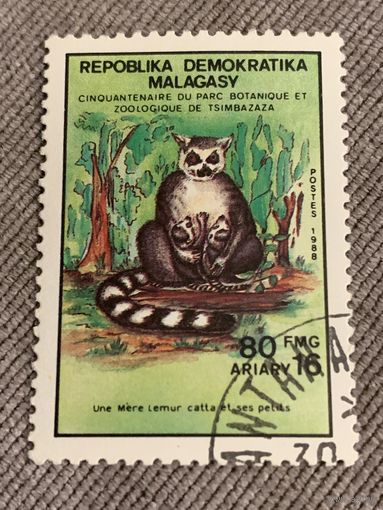 REPOBLIKA DEMOKRATIKA
MALAGASY
CINQUANTENAIRE DU PARC BOTANIQUE ET
ZOOLOGIQUE DE TSIMBAZAZA
POSTES 1988
80 FMG
ARIARY 16
Une Mère Lemur catta et ses petits
30